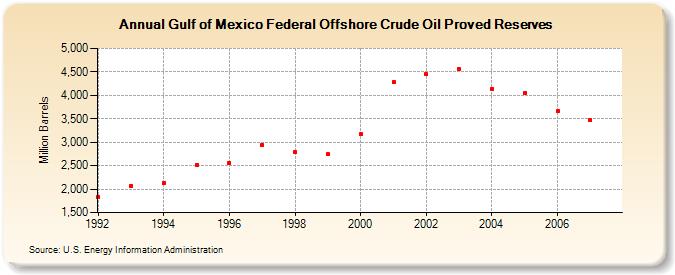 Annual Gulf of Mexico Federal Offshore Crude Oil Proved Reserves
Million Barrels
5,000
4,500
4,000
3,500
3,000
2,500
2,000
1,500
1992 1994 1996 1998 2000 2002 2004 2006
Source: U.S. Energy Information Administration